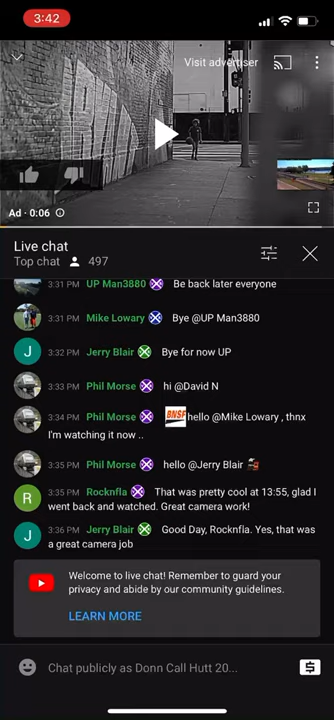 3:42
Visit advertiser
Ad · 0:06
Live chat
Top chat 497
3:31 PM UP Man3880 Be back later everyone
3:31 PM Mike Lowary Bye @UP Man3880
J 3:32 PM Jerry Blair Bye for now UP
3:33 PM Phil Morse hi @David N
3:34 PM Phil Morse BNSF hello @Mike Lowary , thnx
I'm watching it now ..
3:35 PM Phil Morse hello @Jerry Blair
R 3:35 PM Rocknfla That was pretty cool at 13:55, glad I
went back and watched. Great camera work!
J 3:36 PM Jerry Blair Good Day, Rocknfla. Yes, that was
a great camera job
Welcome to live chat! Remember to guard your
privacy and abide by our community guidelines.
LEARN MORE
Chat publicly as Donn Call Hutt 20...